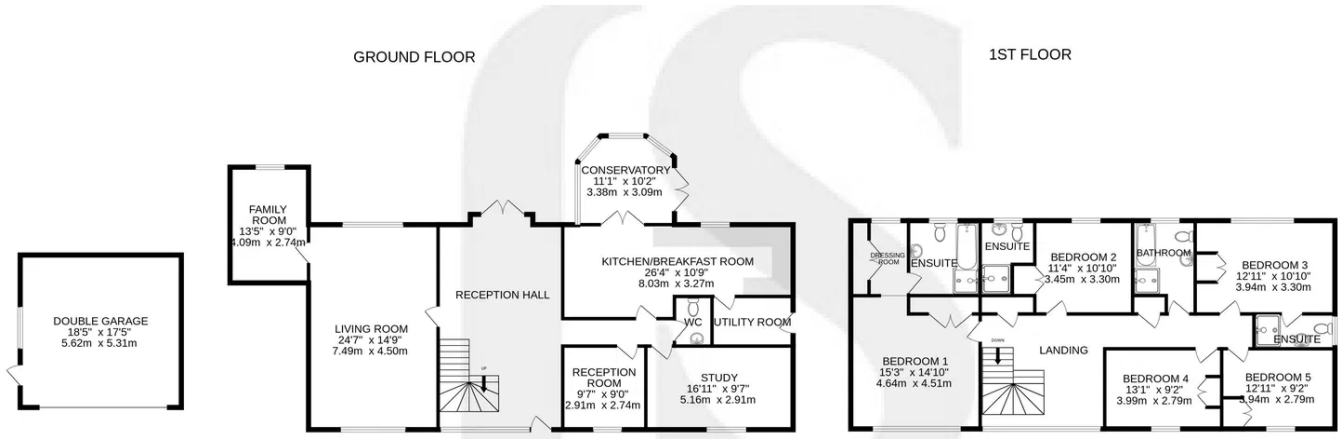 GROUND FLOOR
1ST FLOOR
DOUBLE GARAGE
18'5" x 17'5"
5.62m x 5.31m
FAMILY
ROOM
13'5" x 9'0"
4.09m x 2.74m
LIVING ROOM
24'7" x 14'9"
7.49m x 4.50m
RECEPTION HALL
UP
CONSERVATORY
11'1" x 10'2"
3.38m x 3.09m
KITCHEN/BREAKFAST ROOM
26'4" x 10'9"
8.03m x 3.27m
WC
UTILITY ROOM
RECEPTION
ROOM
9'7" x 9'0"
2.91m x 2.74m
STUDY
16'11" x 9'7"
5.16m x 2.91m
DRESSING
ROOM
ENSUITE
ENSUITE
BEDROOM 2
11'4" x 10'10"
3.45m x 3.30m
BATHROOM
BEDROOM 3
12'11" x 10'10"
3.94m x 3.30m
ENSUITE
BEDROOM 1
15'3" x 14'10"
4.64m x 4.51m
DOWN
LANDING
BEDROOM 4
13'1" x 9'2"
3.99m x 2.79m
BEDROOM 5
12'11" x 9'2"
3.94m x 2.79m